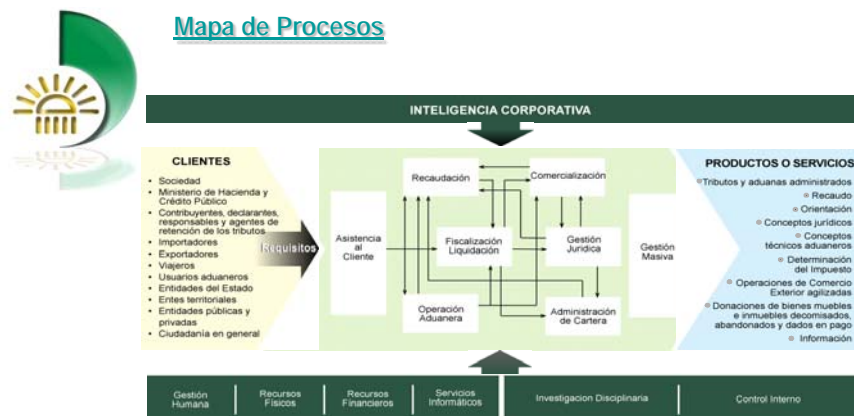 Mapa de Procesos
INTELIGENCIA CORPORATIVA
CLIENTES
Sociedad
Ministerio de Hacienda y
Crédito Público
Contribuyentes, declarantes,
responsables y agentes de
retención de los tributos
Importadores
Exportadores
Viajeros
Usuarios aduaneros
Entidades del Estado
Entes territoriales
Entidades públicas y
privadas
Ciudadanía en general
Requisitos
Asistencia
al
Cliente
Recaudación
Comercialización
Fiscalización
Liquidación
Gestión
Jurídica
Operación
Aduanera
Administración
de Cartera
Gestión
Masiva
PRODUCTOS O SERVICIOS
Tributos y aduanas administrados
Recaudo
Orientación
Conceptos jurídicos
Conceptos
técnicos aduaneros
Determinación
del Impuesto
Operaciones de Comercio
Exterior agilizadas
Donaciones de bienes muebles
e inmuebles decomisados,
abandonados y dados en pago
Información
Gestión
Humana
Recursos
Físicos
Recursos
Financieros
Servicios
Informáticos
Investigacion Disciplinaria
Control Interno